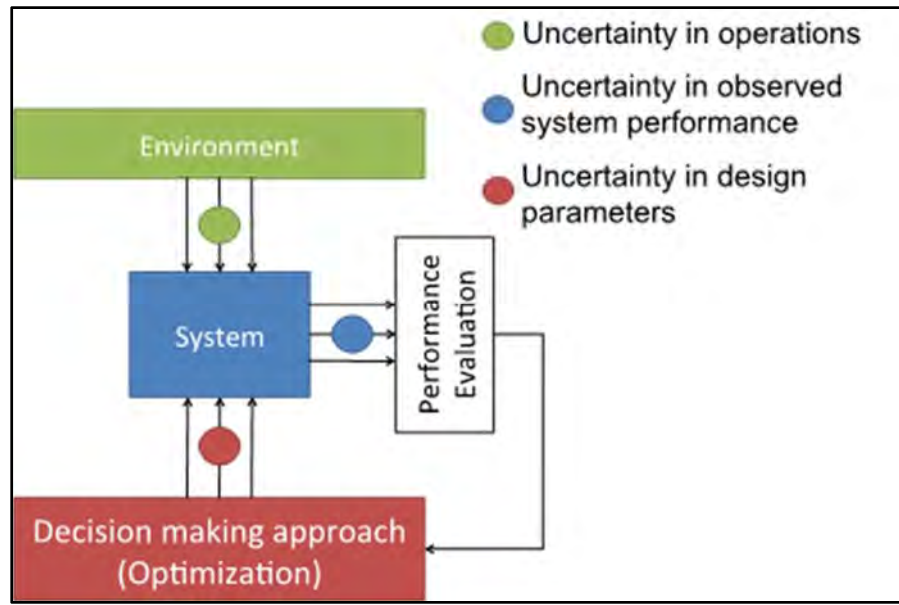 Uncertainty in operations
Uncertainty in observed
system performance
Uncertainty in design
parameters
Environment
System
Performance
Evaluation
Decision making approach
(Optimization)